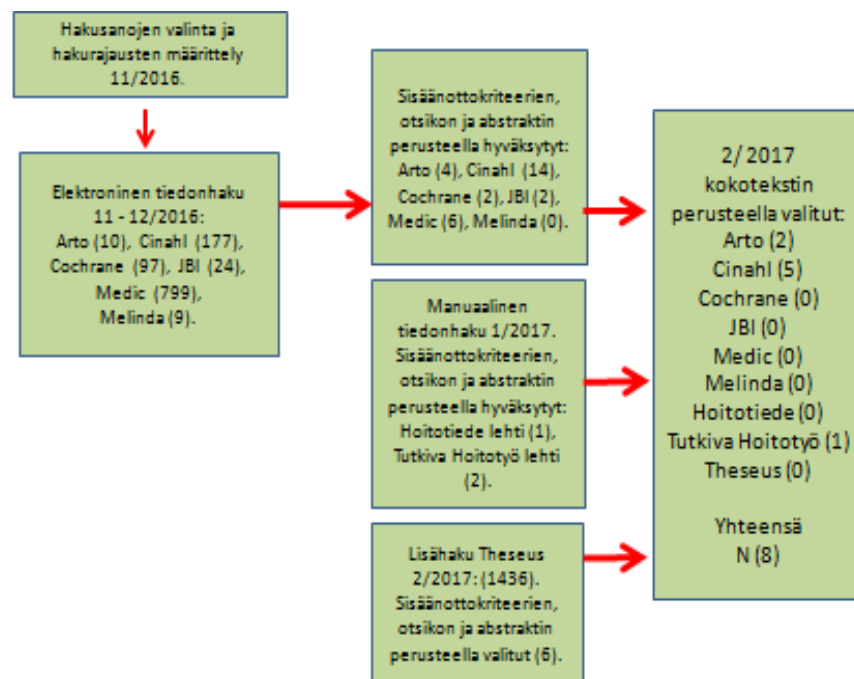 Hakusanojen valinta ja
hakurajausten määrittely
11/2016.
Elektroninen tiedonhaku
11 - 12/2016:
Arto (10), Cinahl (177),
Cochrane (97), JBI (24),
Medic (799),
Melinda (9).
Sisäänottokriteerien,
otsikon ja abstraktin
perusteella hyväksytyt:
Arto (4), Cinahl (14),
Cochrane (2), JBI (2),
Medic (6), Melinda (0).
Manuaalinen
tiedonhaku 1/2017.
Sisäänottokriteerien,
otsikon ja abstraktin
perusteella hyväksytyt:
Hoitotiede lehti (1),
Tutkiva Hoitotyö lehti
(2).
Lisähaku Theseus
2/2017: (1436).
Sisäänottokriteerien,
otsikon ja abstraktin
perusteella valitut (6).
2/ 2017
kokotekstin
perusteella valitut:
Arto (2)
Cinahl (5)
Cochrane (0)
JBI (0)
Medic (0)
Melinda (0)
Hoitotiede (0)
Tutkiva Hoitotyö (1)
Theseus (0)
Yhteensä
N (8)